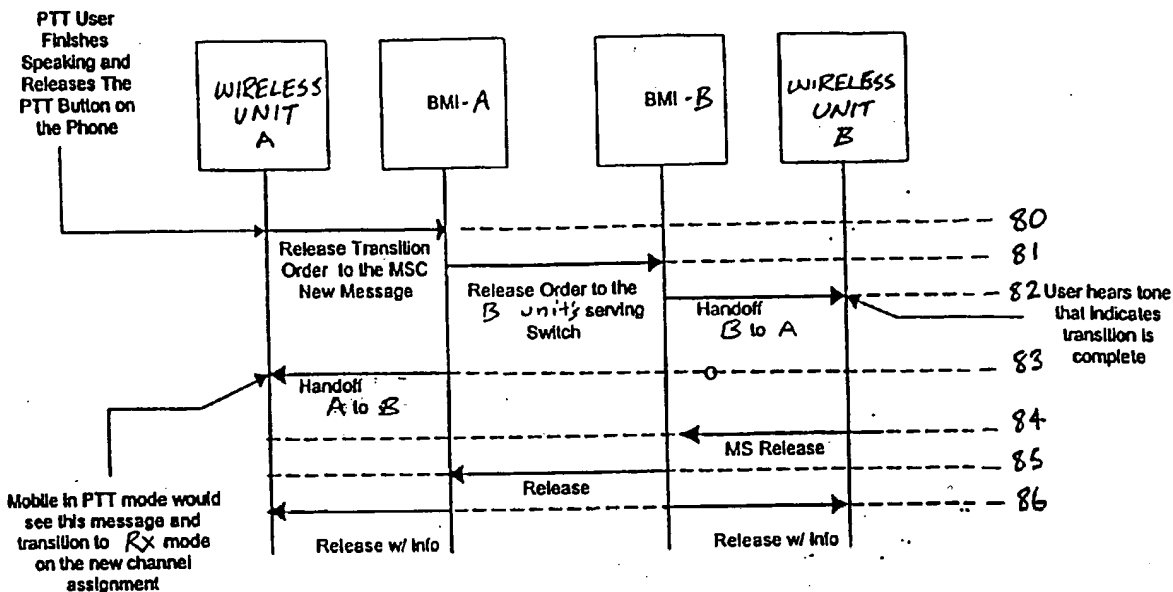 PTT User
Finishes
Speaking and
Releases The
PTT Button on
the Phone
WIRELESS
UNIT
A
BMI-A
BMI-B
WIRELESS
UNIT
B
80
Release Transition
Order to the MSC
New Message
81
Release Order to the
B unit's serving
Switch
82
Handoff
B to A
User hears tone
that indicates
transition is
complete
83
Handoff
A to B
84
MS Release
85
Release
86
Release w/ Info
Release w/ Info
Mobile in PTT mode would
see this message and
transition to Rx mode
on the new channel
assignment